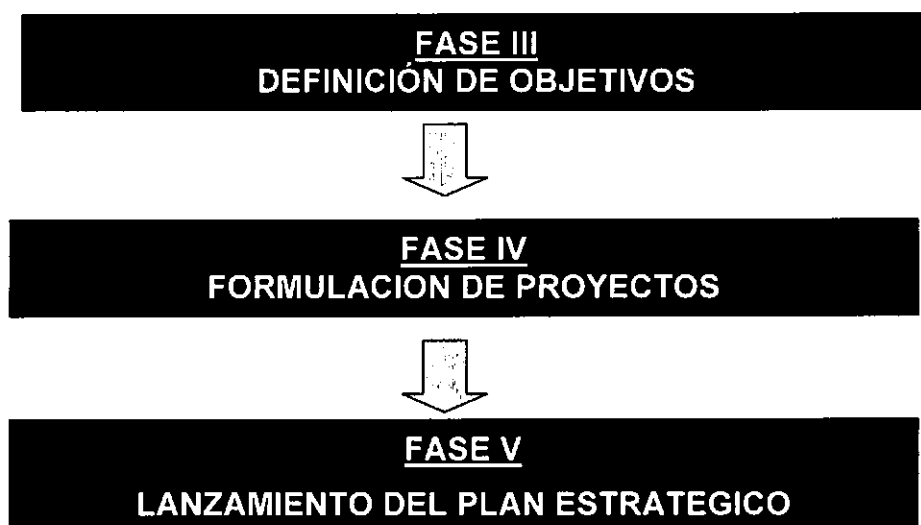 FASE III
DEFINICIÓN DE OBJETIVOS
FASE IV
FORMULACION DE PROYECTOS
FASE V
LANZAMIENTO DEL PLAN ESTRATEGICO